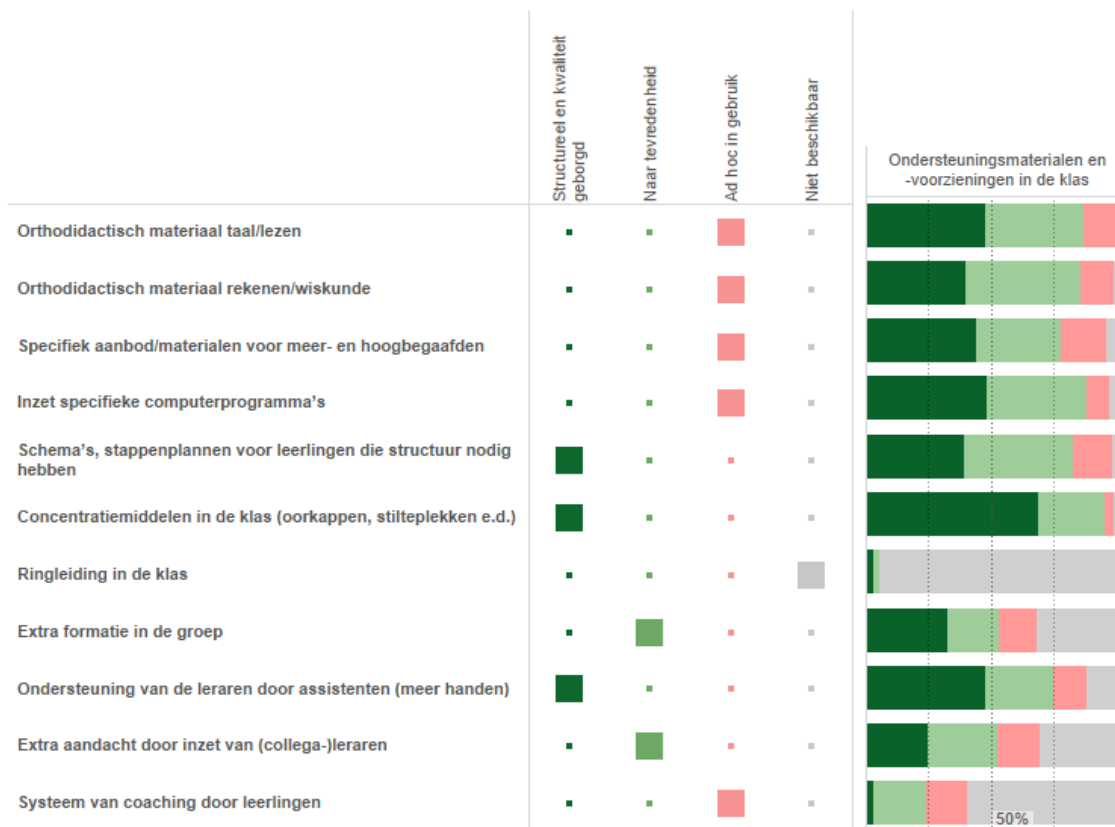 Structureel en kwaliteit
geborgd
Naar tevredenheid
Ad hoc in gebruik
Niet beschikbaar
Ondersteuningsmaterialen en
-voorzieningen in de klas
Orthodidactisch materiaal taal/lezen
Orthodidactisch materiaal rekenen/wiskunde
Specifiek aanbod/materialen voor meer- en hoogbegaafden
Inzet specifieke computerprogramma's
Schema's, stappenplannen voor leerlingen die structuur nodig
hebben
Concentratiemiddelen in de klas (oorkappen, stilteplekken e.d.)
Ringleiding in de klas
Extra formatie in de groep
Ondersteuning van de leraren door assistenten (meer handen)
Extra aandacht door inzet van (collega-)leraren
Systeem van coaching door leerlingen
50%